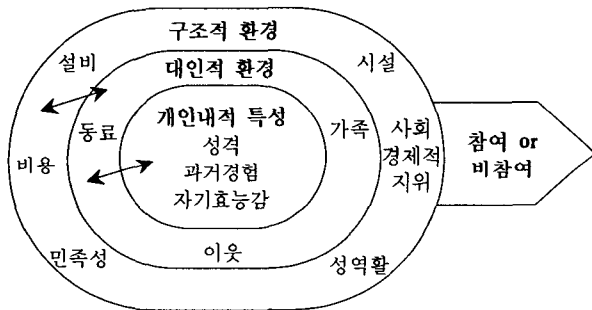 구조적 환경
설비
시설
대인적 환경
개인내적 특성
동료
성격
가족
사회
경제적
지위
참여 or
비참여
비용
과거경험
자기효능감
이웃
민족성
성역활